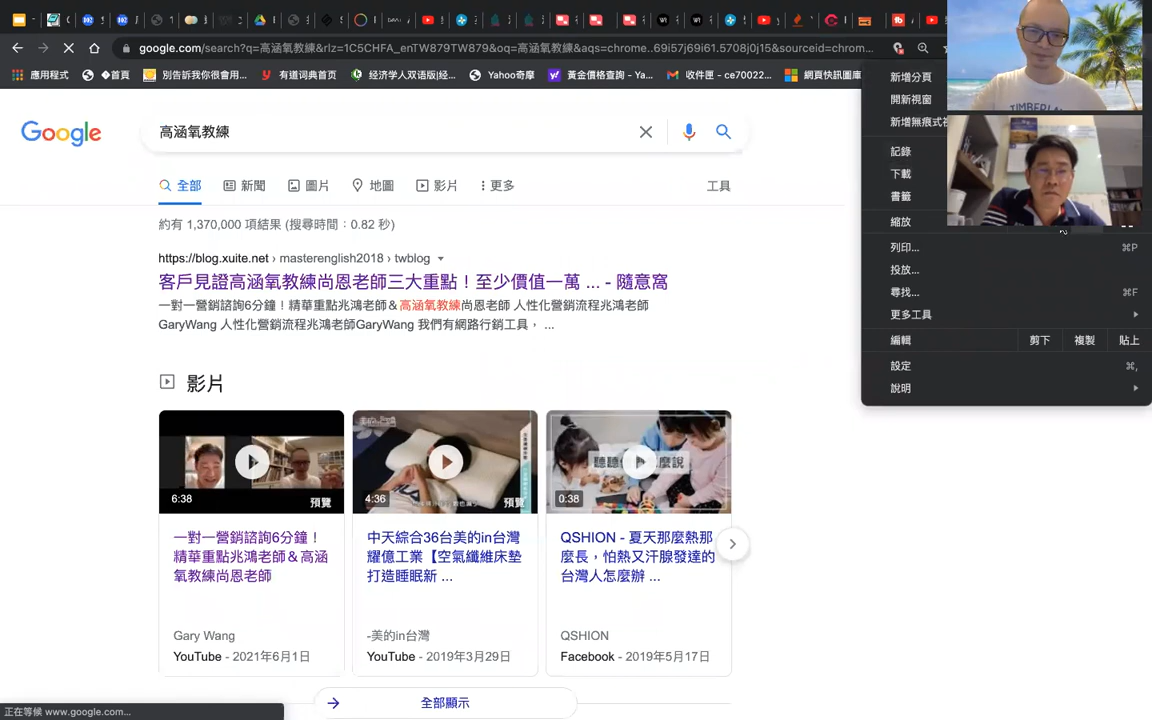 google.com/search?q=高涵氧教練&rlz=1C5CHFA_enTW879TW879&oq=高涵氧教練&aqs=chrome..69i57j69i61.5708j0j15&sourceid=chrom...
應用程式
首頁
別告訴我你很會用...
有道词典首页
经济学人双语版|经...
Yahoo奇摩
黃金價格查詢 - Ya...
收件匣 - ce70022...
網頁快訊圖庫
Google
高涵氧教練
全部
新聞
圖片
地圖
影片
更多
工具
約有 1,370,000 項結果 (搜尋時間：0.82 秒)
https://blog.xuite.net › masterenglish2018 › twblog
客戶見證高涵氧教練尚恩老師三大重點！至少價值一萬 ... - 隨意窩
一對一營銷諮詢6分鐘！精華重點兆鴻老師＆高涵氧教練尚恩老師 人性化營銷流程兆鴻老師
GaryWang 人性化營銷流程兆鴻老師GaryWang 我們有網路行銷工具， ...
影片
6:38
預覽
一對一營銷諮詢6分鐘！
精華重點兆鴻老師＆高涵
氧教練尚恩老師
Gary Wang
YouTube - 2021年6月1日
4:36
預覽
中天綜合36台美的in台灣
耀億工業【空氣纖維床墊
打造睡眠新 ...
-美的in台灣
YouTube - 2019年3月29日
0:38
QSHION - 夏天那麼熱那
麼長，怕熱又汗腺發達的
台灣人怎麼辦 ...
QSHION
Facebook - 2019年5月17日
全部顯示
正在等候 www.google.com...
新增分頁
開新視窗
新增無痕式視
記錄
下載
書籤
縮放
列印... ⌘P
投放...
尋找... ⌘F
更多工具
編輯 剪下 複製 貼上
設定 ⌘,
說明
TIMBERLAN